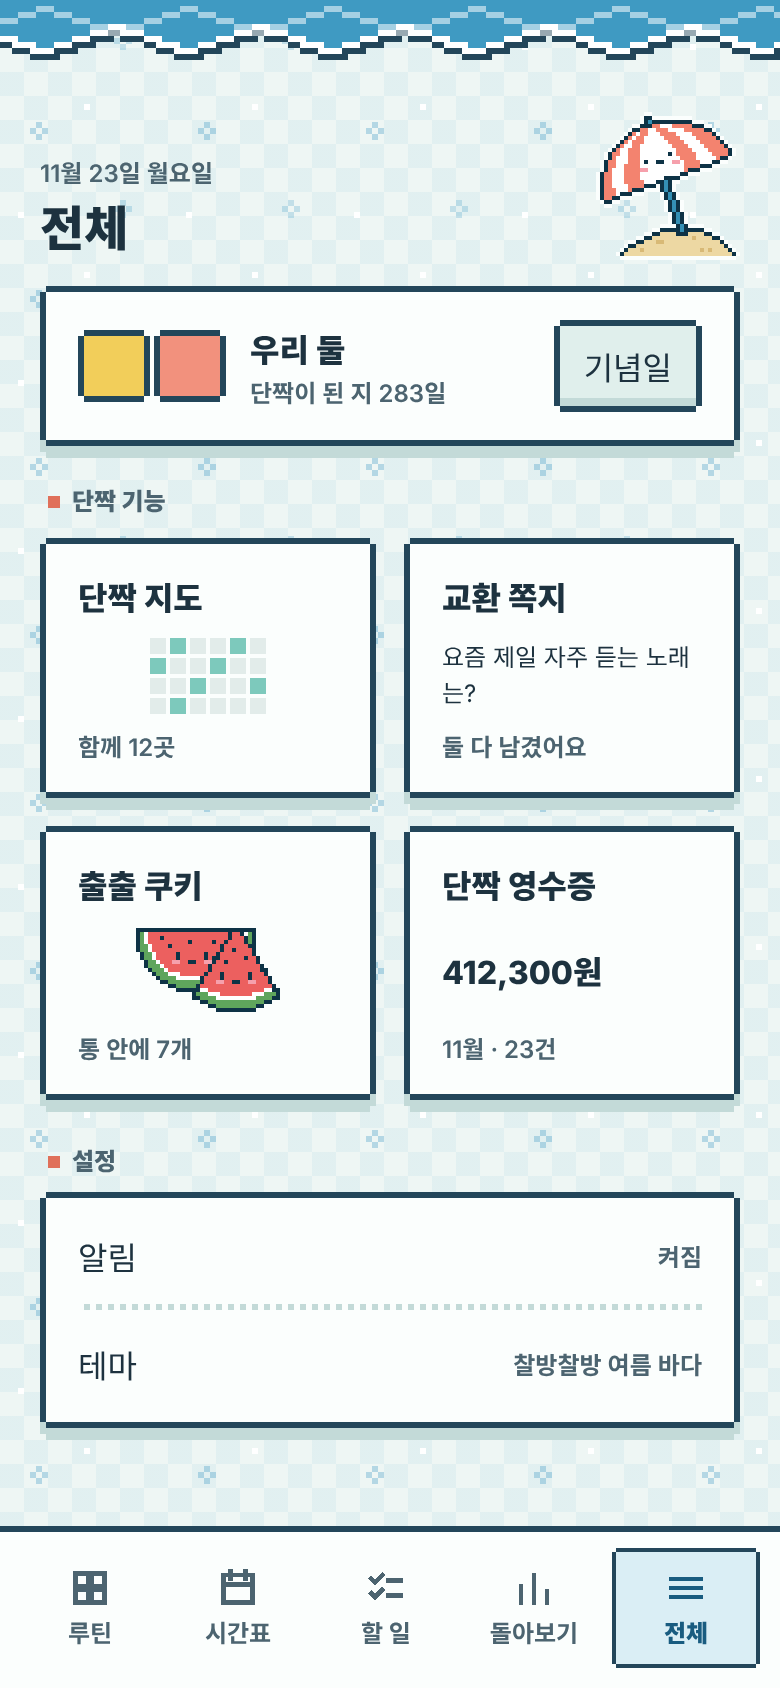 11월 23일 월요일
전체
우리 둘
단짝이 된 지 283일
기념일
단짝 기능
단짝 지도
함께 12곳
교환 쪽지
요즘 제일 자주 듣는 노래
는?
둘 다 남겼어요
출출 쿠키
통 안에 7개
단짝 영수증
412,300원
11월 · 23건
설정
알림
켜짐
테마
찰방찰방 여름 바다
루틴
시간표
할 일
돌아보기
전체